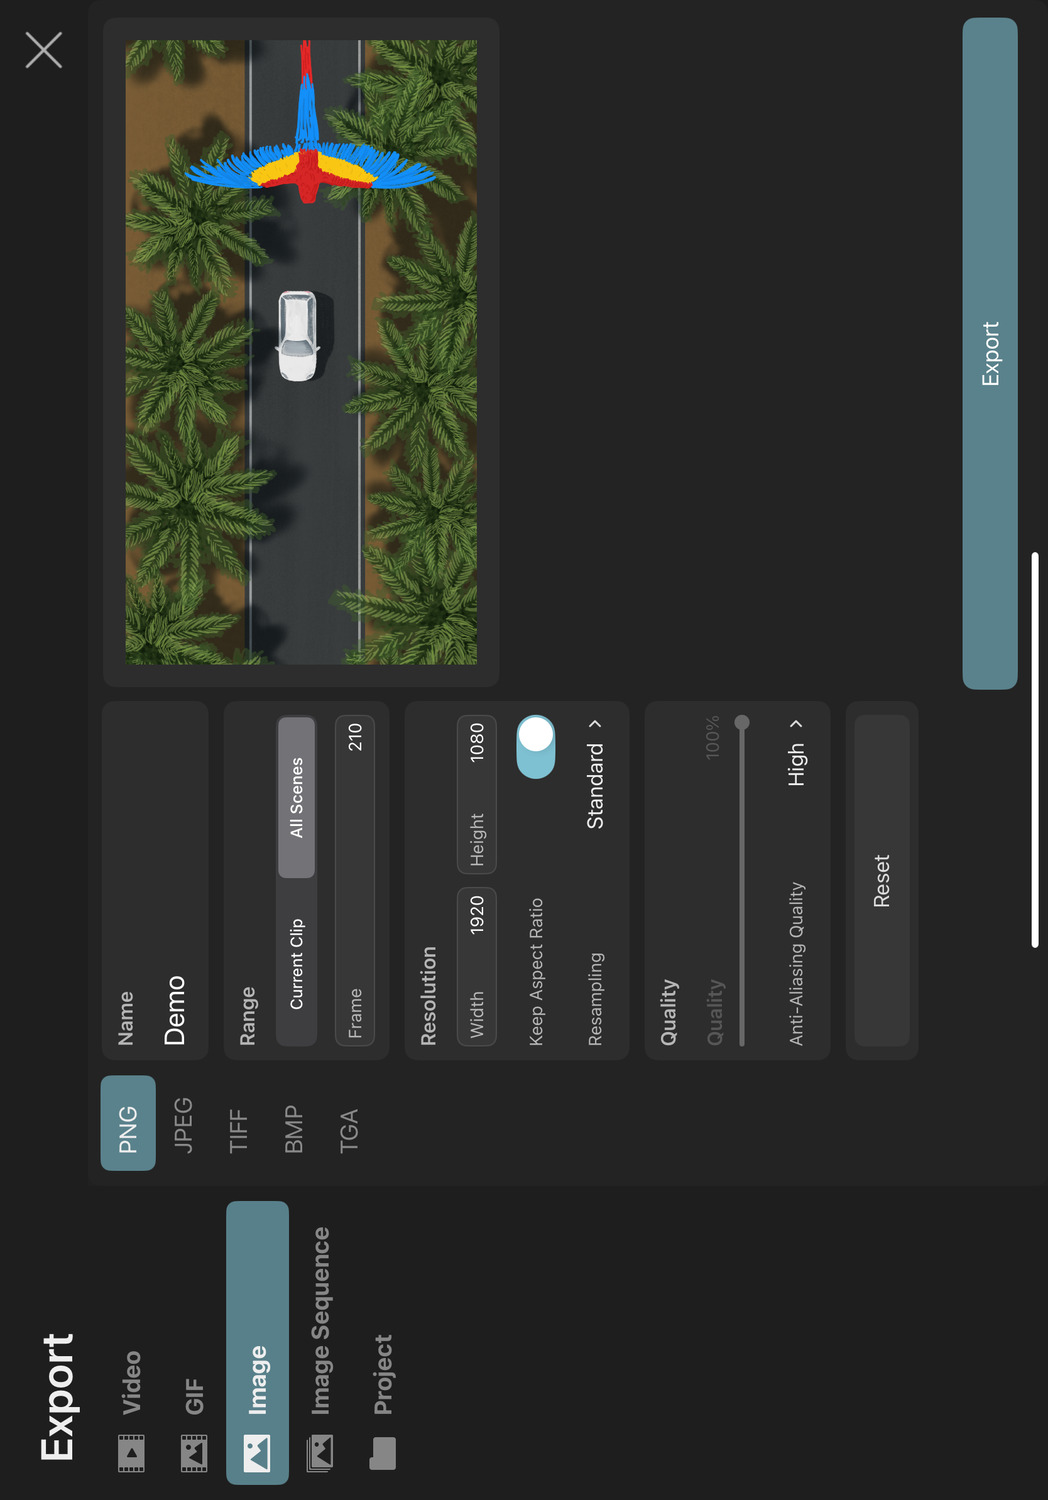 Export
Video
GIF
Image
Image Sequence
Project
PNG
JPEG
TIFF
BMP
TGA
Name
Demo
Range
Current Clip All Scenes
Frame 210
Resolution
Width 1920 Height 1080
Keep Aspect Ratio
Resampling Standard
Quality
Quality 100%
Anti-Aliasing Quality High
Reset
Export